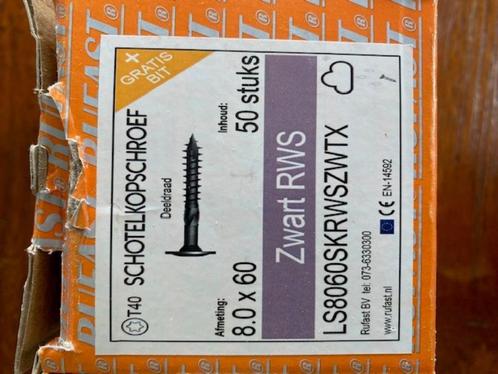 RUFAST®
+
GRATIS
BIT
T40 SCHOTELKOPSCHROEF
Deeldraad
Afmeting:
8.0 x 60
Inhoud:
50 stuks
Zwart RWS
LS8060SKRWSZWTX
Rufast BV tel: 073-6330300
www.rufast.nl
CE EN-14592